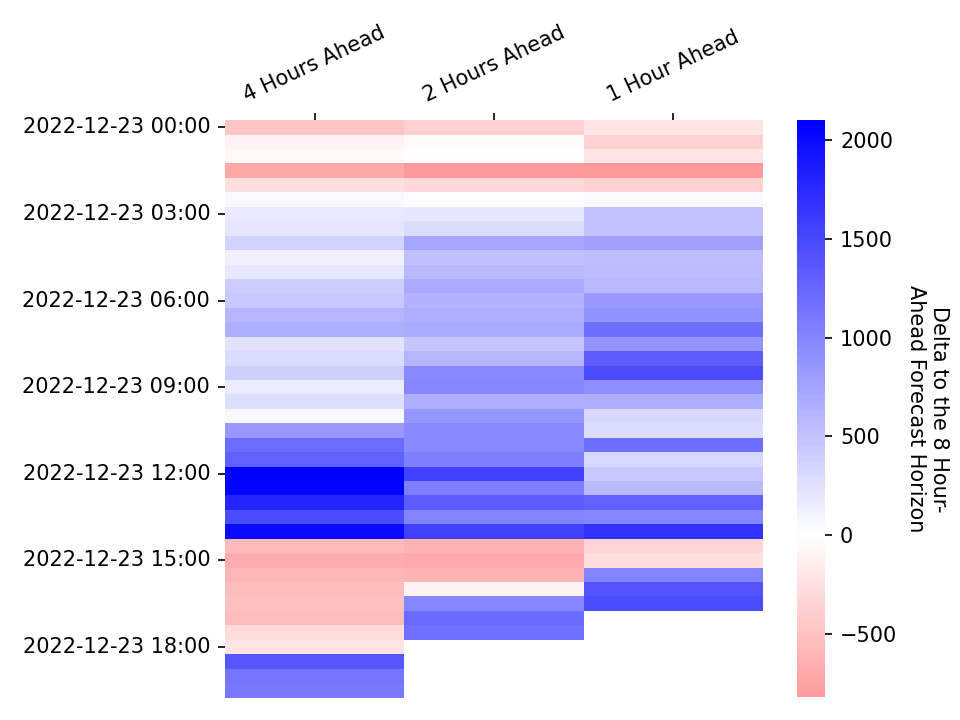 4 Hours Ahead
2 Hours Ahead
1 Hour Ahead
2022-12-23 00:00
2022-12-23 03:00
2022-12-23 06:00
2022-12-23 09:00
2022-12-23 12:00
2022-12-23 15:00
2022-12-23 18:00
2000
1500
1000
500
0
−500
Delta to the 8 Hour-
Ahead Forecast Horizon